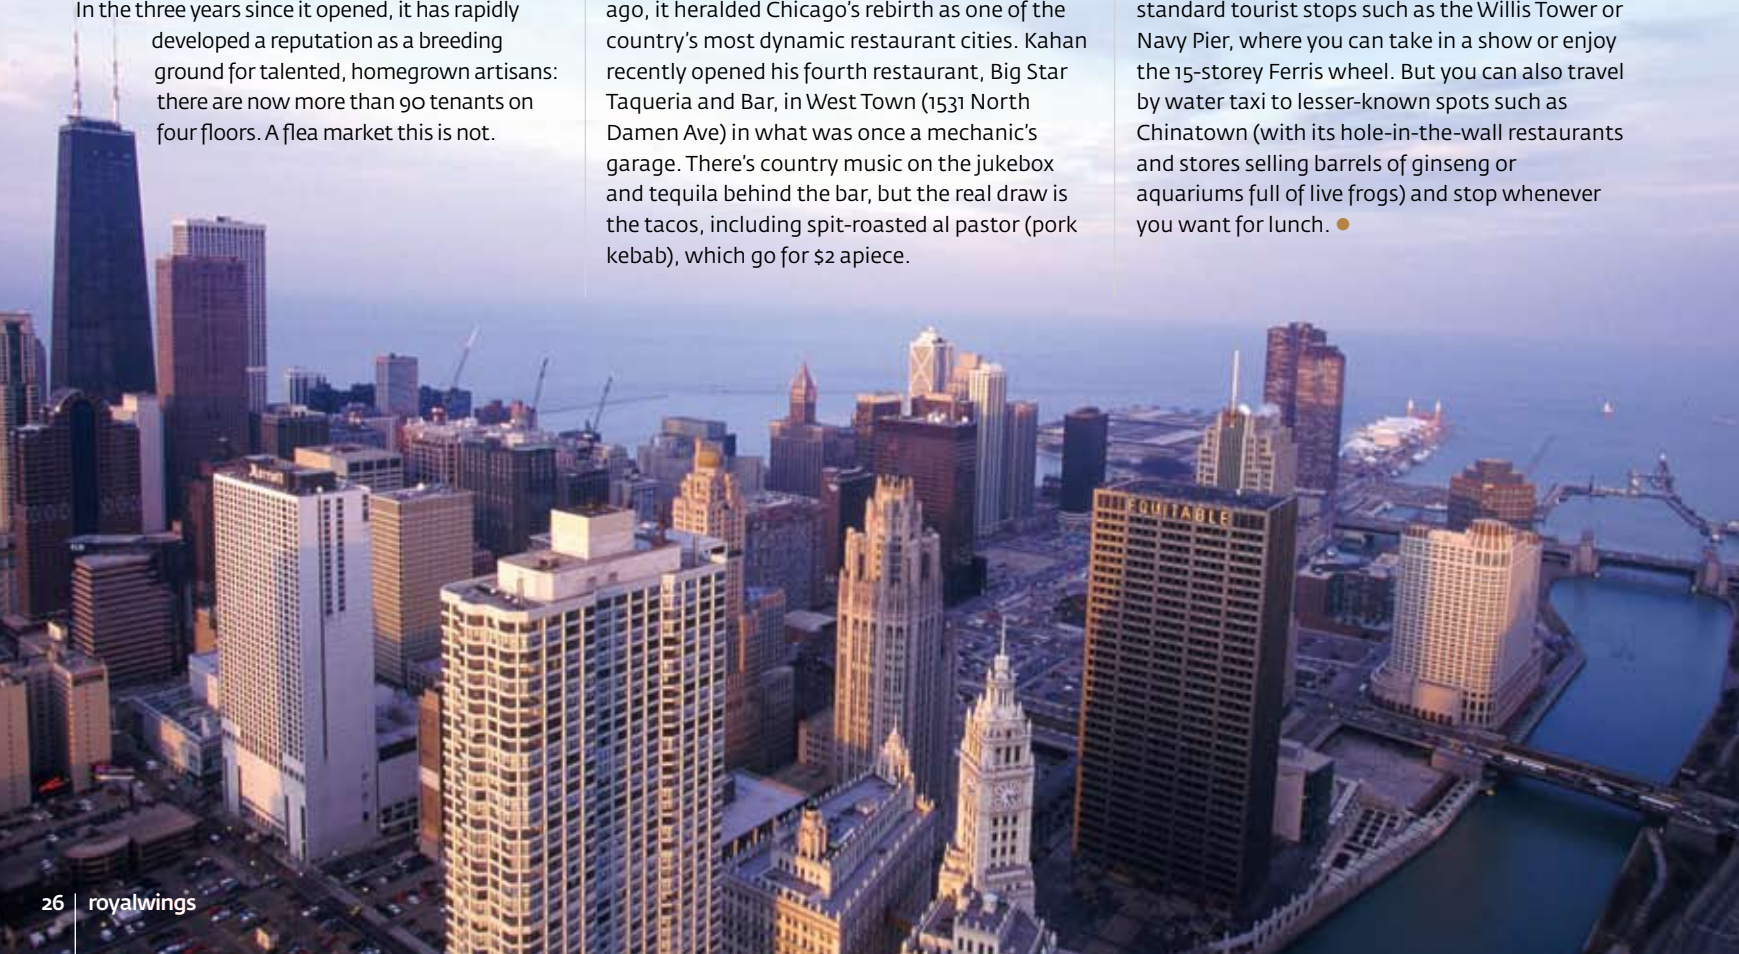 In the three years since it opened, it has rapidly
developed a reputation as a breeding
ground for talented, homegrown artisans:
there are now more than 90 tenants on
four floors. A flea market this is not.
ago, it heralded Chicago's rebirth as one of the
country's most dynamic restaurant cities. Kahan
recently opened his fourth restaurant, Big Star
Taqueria and Bar, in West Town (1531 North
Damen Ave) in what was once a mechanic's
garage. There's country music on the jukebox
and tequila behind the bar, but the real draw is
the tacos, including spit-roasted al pastor (pork
kebab), which go for $2 apiece.
standard tourist stops such as the Willis Tower or
Navy Pier, where you can take in a show or enjoy
the 15-storey Ferris wheel. But you can also travel
by water taxi to lesser-known spots such as
Chinatown (with its hole-in-the-wall restaurants
and stores selling barrels of ginseng or
aquariums full of live frogs) and stop whenever
you want for lunch.
Marriott
EQUITABLE
26 | royalwings